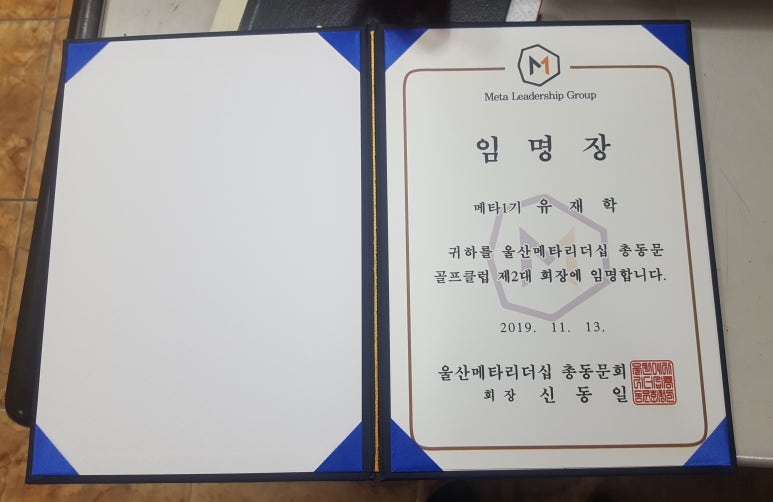 M
Meta Leadership Group
임 명 장
메타1기 유 재 학
귀하를 울산메타리더십 총동문
골프클럽 제2대 회장에 임명합니다.
2019. 11. 13.
울산메타리더십 총동문회
회 장 신 동 일